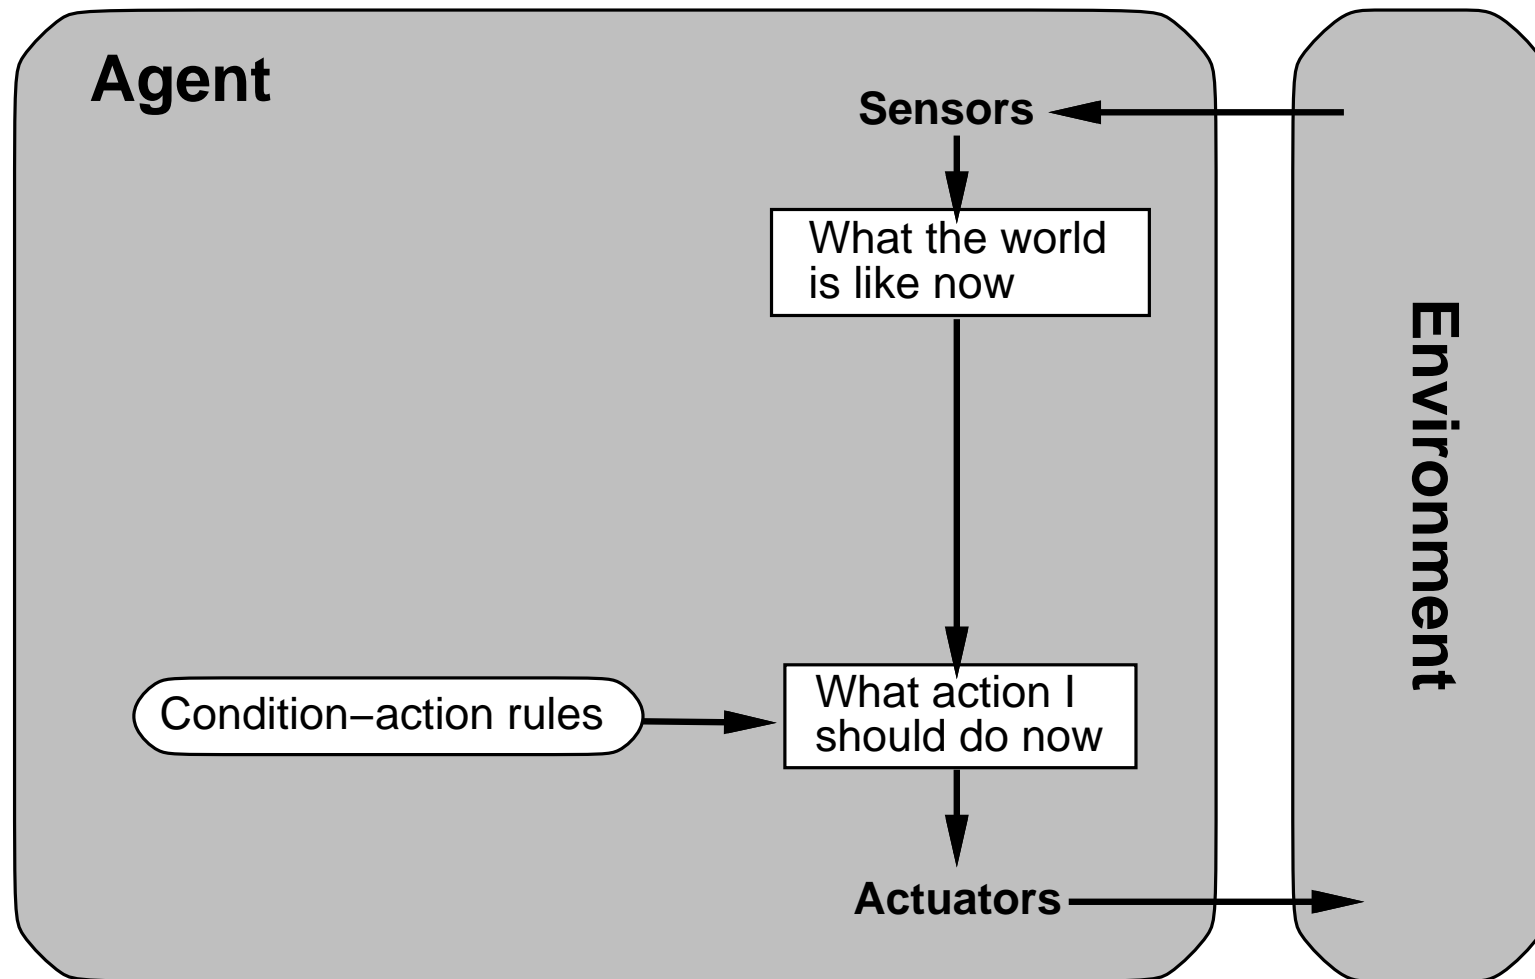 Agent
Sensors
What the world
is like now
Environment
Condition−action rules
What action I
should do now
Actuators